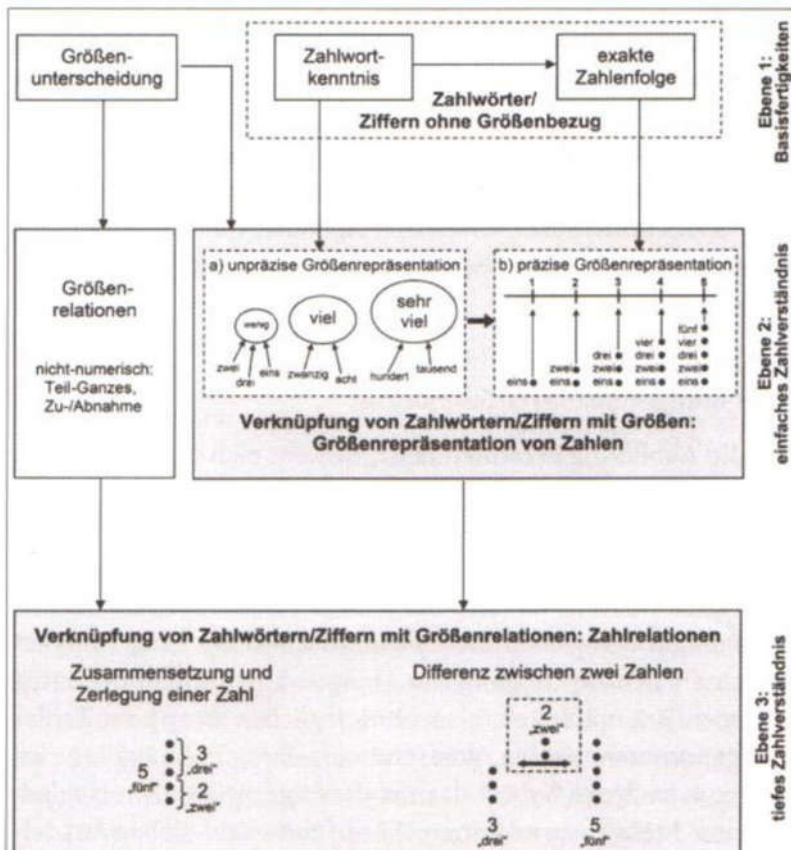 Größen-
unterscheidung
Zahlwort-
kenntnis
exakte
Zahlenfolge
Zahlwörter/
Ziffern ohne Größenbezug
Ebene 1:
Basisfertigkeiten
Größen-
relationen
nicht-numerisch:
Teil-Ganzes,
Zu-/Abnahme
a) unpräzise Größenrepräsentation
wenig
viel
sehr
viel
zwei
drei
eins
zwanzig
acht
hundert
tausend
b) präzise Größenrepräsentation
1 2 3 4 5
fünf
vier vier
drei drei drei
zwei zwei zwei zwei
eins eins eins eins eins
Verknüpfung von Zahlwörtern/Ziffern mit Größen:
Größenrepräsentation von Zahlen
Ebene 2:
einfaches Zahlverständnis
Verknüpfung von Zahlwörtern/Ziffern mit Größenrelationen: Zahlrelationen
Zusammensetzung und
Zerlegung einer Zahl
5
„fünf“
3
„drei“
2
„zwei“
Differenz zwischen zwei Zahlen
2
„zwei“
3
„drei“
5
„fünf“
Ebene 3:
tiefes Zahlverständnis